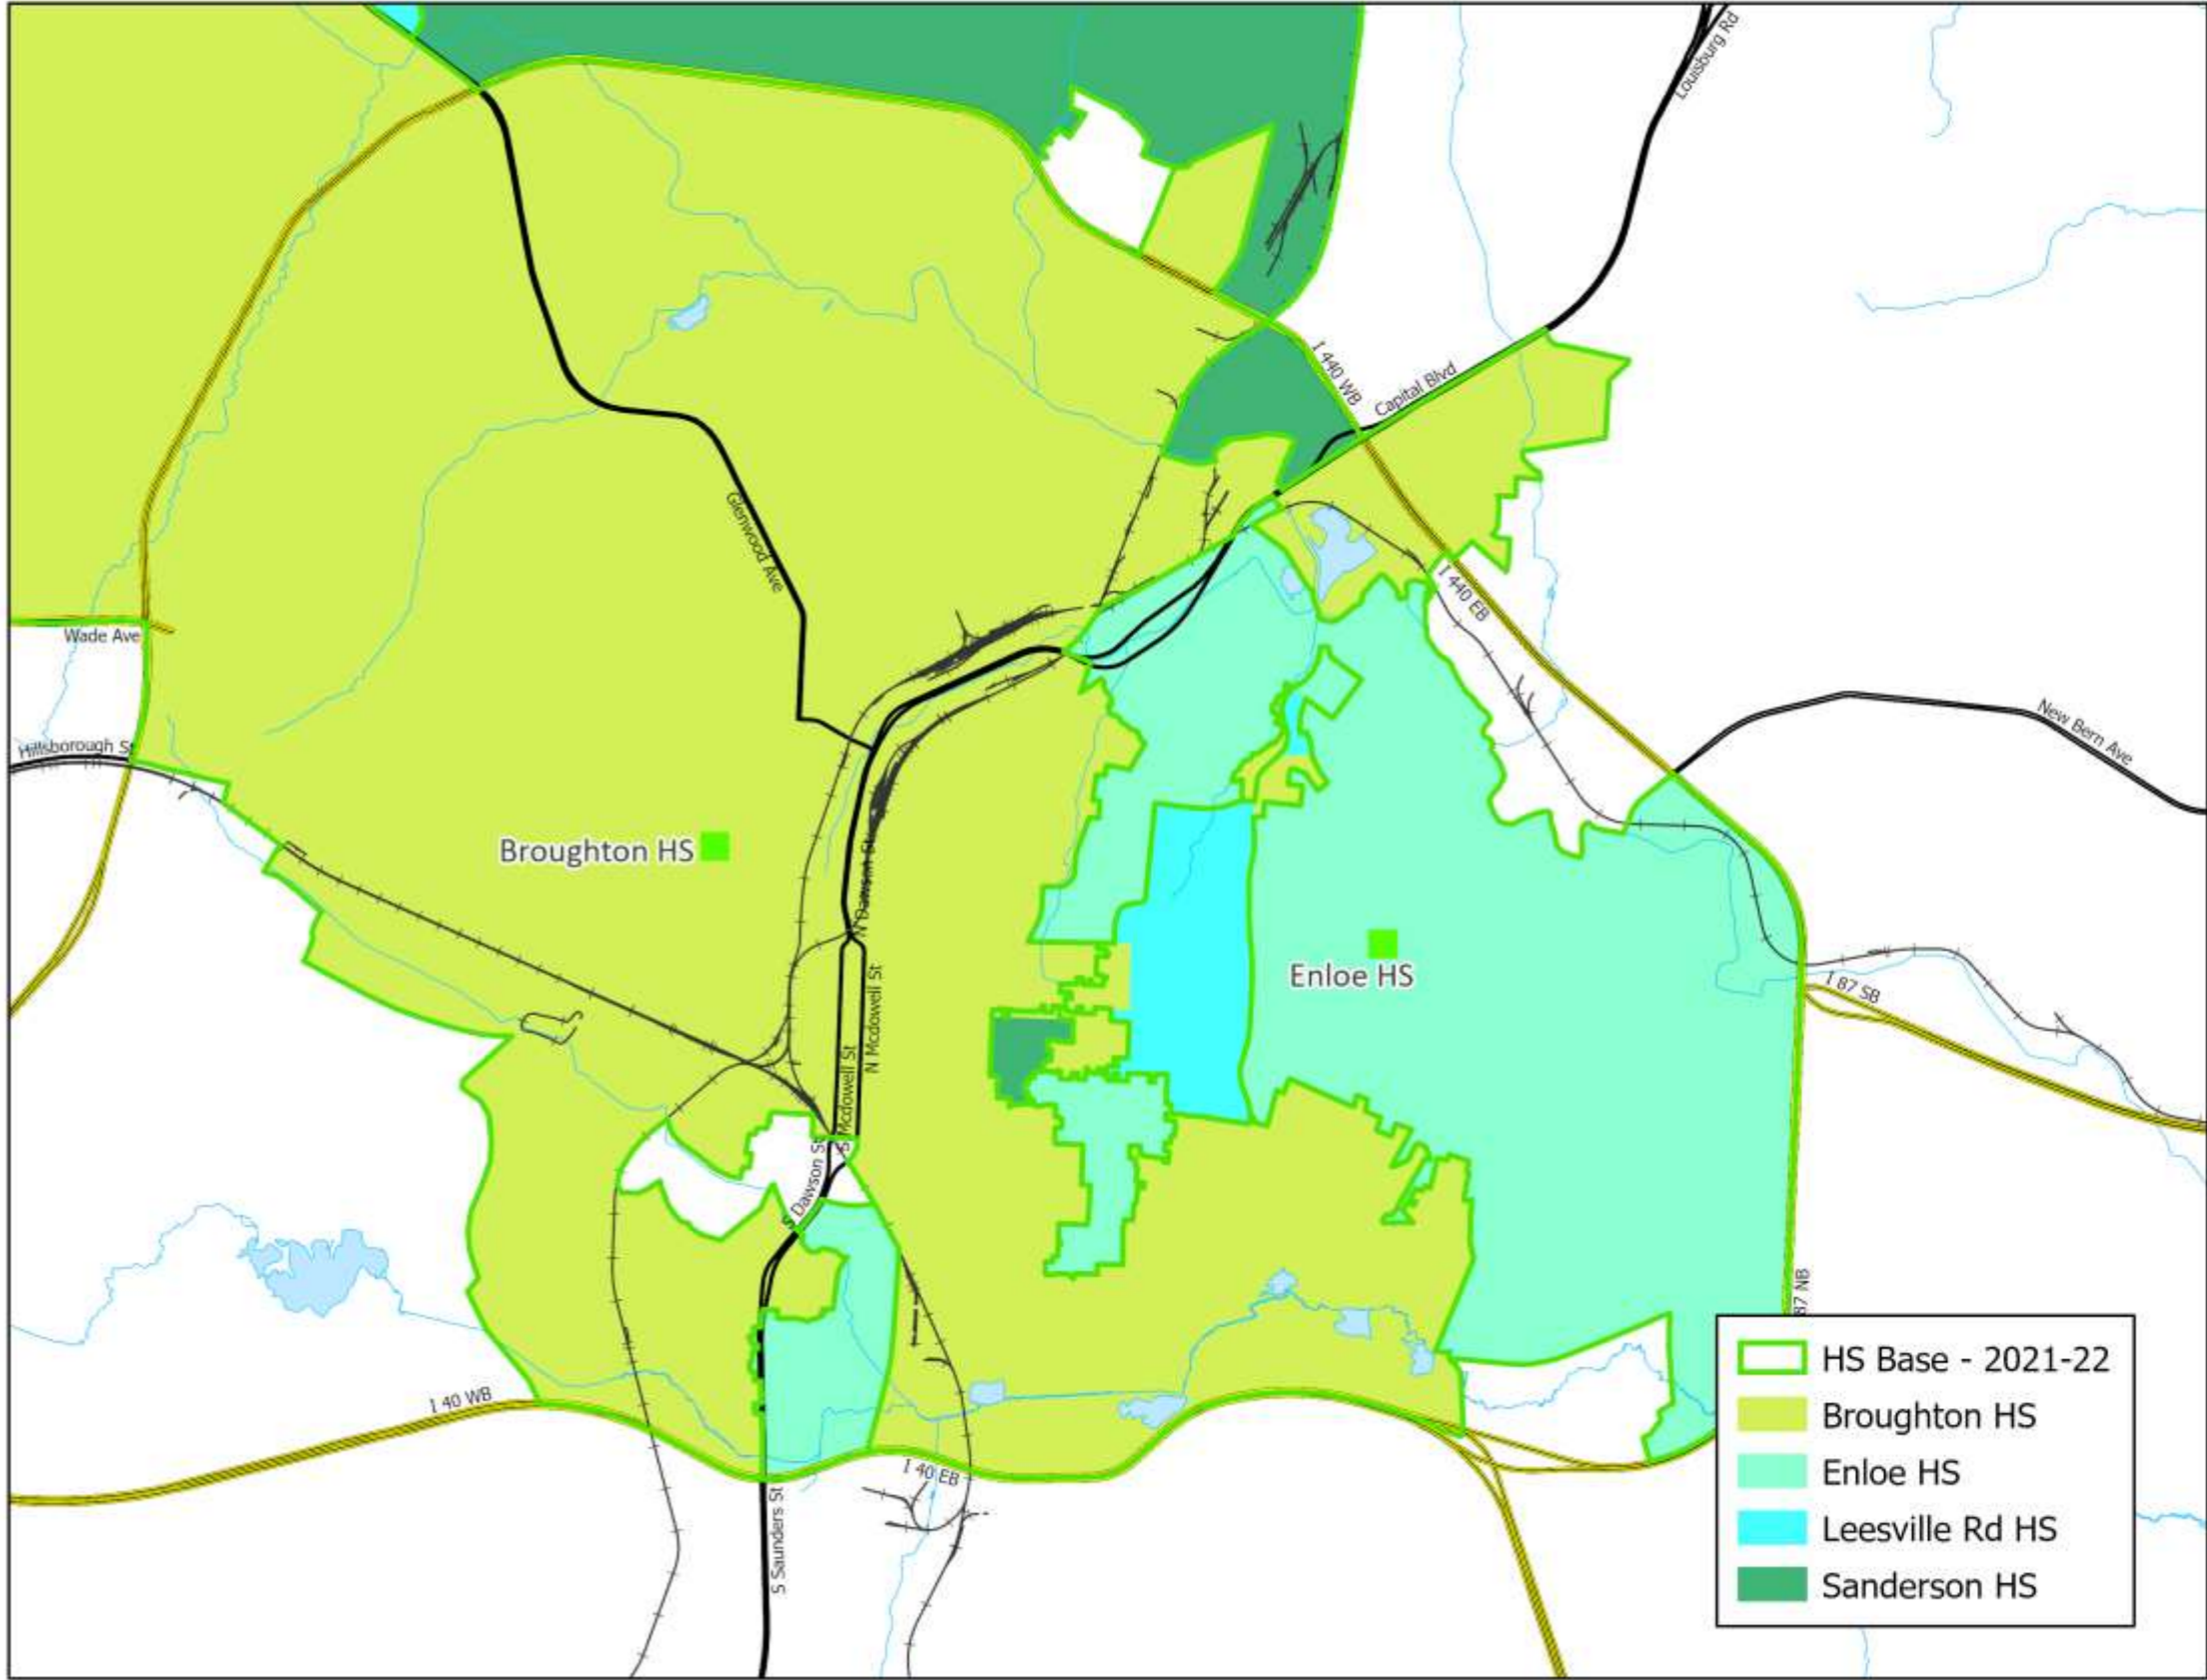 Louisburg Rd
I 440 WB
Capital Blvd
Glenwood Ave
I 440 EB
Wade Ave
New Bern Ave
Hillsborough St
Broughton HS
N Dawson St
Enloe HS
I 87 SB
N Mcdowell St
S Mcdowell St
S Dawson St
87 NB
I 40 WB
I 40 EB
S Saunders St
HS Base - 2021-22
Broughton HS
Enloe HS
Leesville Rd HS
Sanderson HS